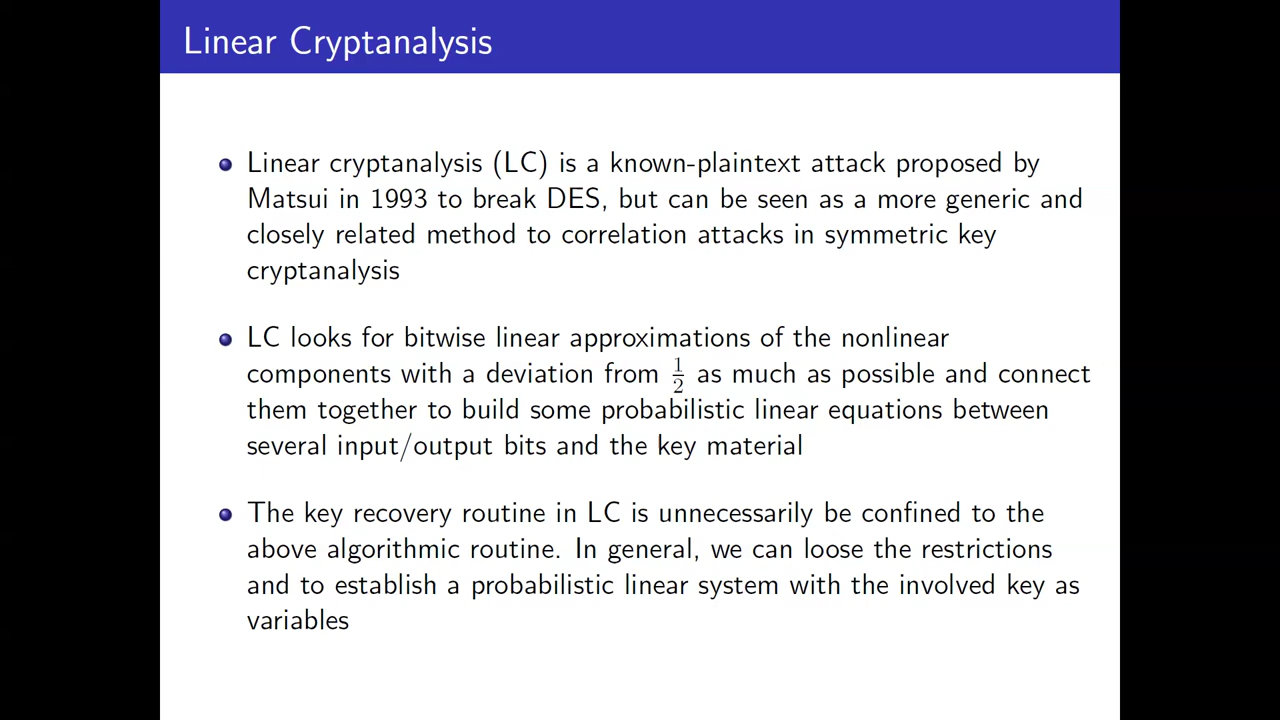 Linear Cryptanalysis
Linear cryptanalysis (LC) is a known-plaintext attack proposed by
Matsui in 1993 to break DES, but can be seen as a more generic and
closely related method to correlation attacks in symmetric key
cryptanalysis
LC looks for bitwise linear approximations of the nonlinear
components with a deviation from 1/2 as much as possible and connect
them together to build some probabilistic linear equations between
several input/output bits and the key material
The key recovery routine in LC is unnecessarily be confined to the
above algorithmic routine. In general, we can loose the restrictions
and to establish a probabilistic linear system with the involved key as
variables